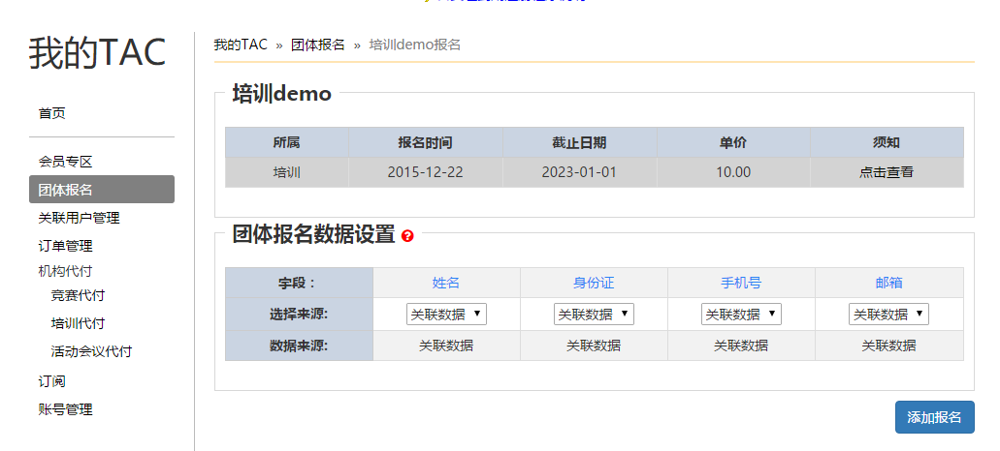 我的TAC
首页
会员专区
团体报名
关联用户管理
订单管理
机构代付
竞赛代付
培训代付
活动会议代付
订阅
账号管理
我的TAC » 团体报名 » 培训demo报名
培训demo
所属 报名时间 截止日期 单价 须知
培训 2015-12-22 2023-01-01 10.00 点击查看
团体报名数据设置 ?
字段： 姓名 身份证 手机号 邮箱
选择来源: 关联数据 ▼ 关联数据 ▼ 关联数据 ▼ 关联数据 ▼
数据来源: 关联数据 关联数据 关联数据 关联数据
添加报名